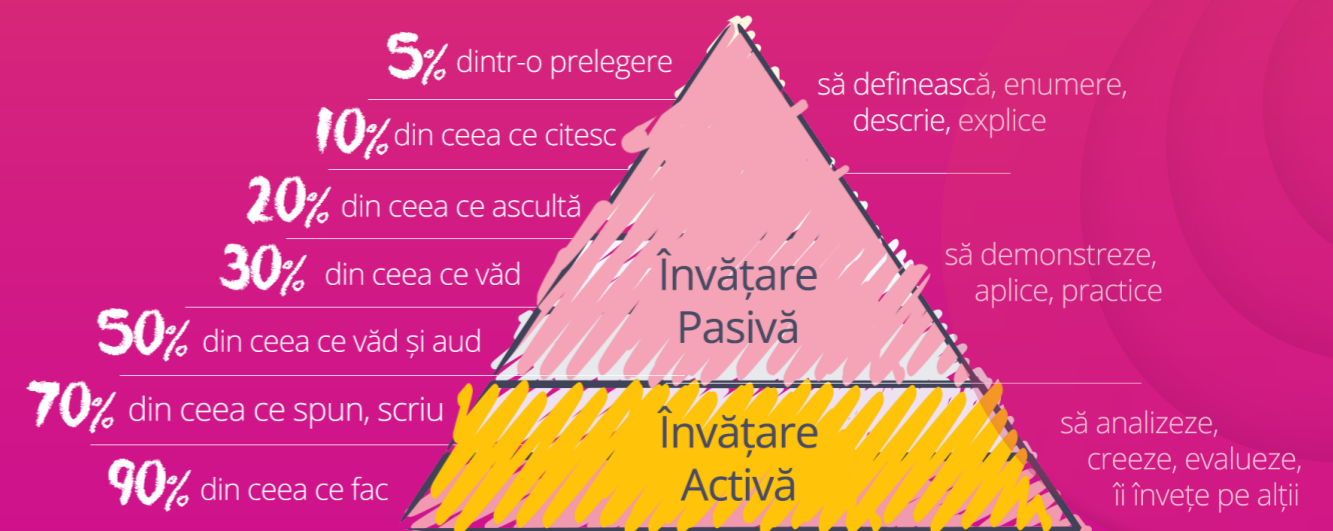 5% dintr-o prelegere
10% din ceea ce citesc
20% din ceea ce ascultă
30% din ceea ce văd
50% din ceea ce văd și aud
70% din ceea ce spun, scriu
90% din ceea ce fac
Învățare
Pasivă
Învățare
Activă
să definească, enumere,
descrie, explice
să demonstreze,
aplice, practice
să analizeze,
creeze, evalueze,
îi învețe pe alții